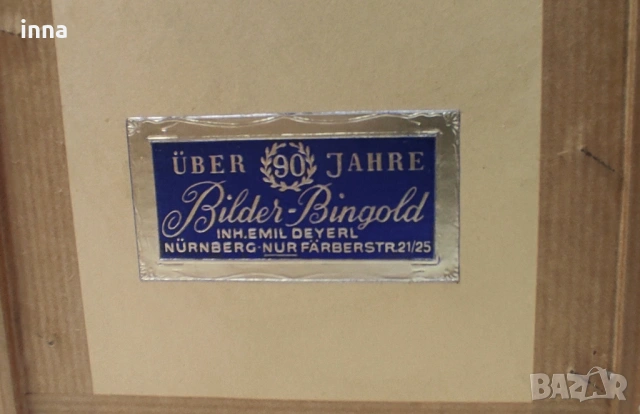 inna
ÜBER 90 JAHRE
Bilder-Bingold
INH. EMIL DEYERL
NÜRNBERG-NUR FÄRBERSTR.21/25
BAZAR